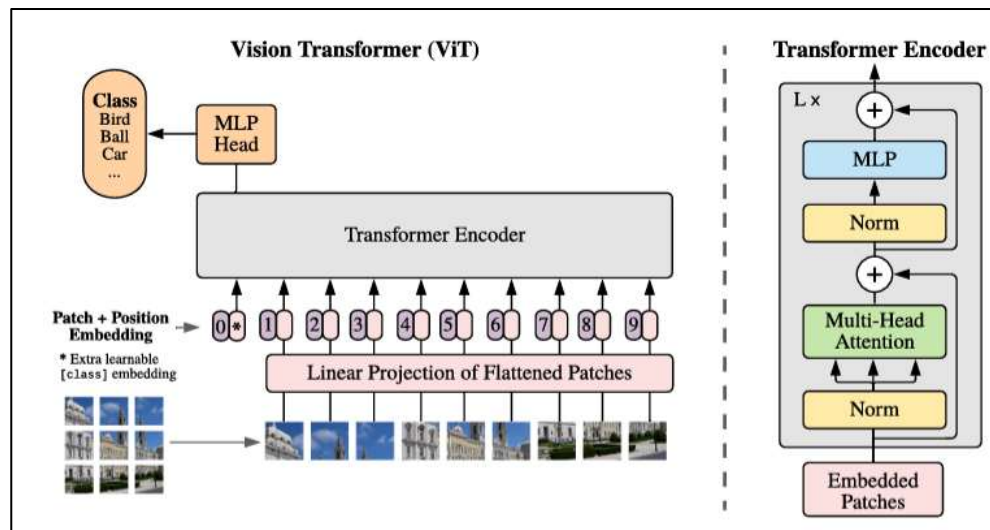 Vision Transformer (ViT)
Class
Bird
Ball
Car
...
MLP
Head
Transformer Encoder
Patch + Position
Embedding
0 * 1 2 3 4 5 6 7 8 9
* Extra learnable
[class] embedding
Linear Projection of Flattened Patches
Transformer Encoder
L ×
+
MLP
Norm
+
Multi-Head
Attention
Norm
Embedded
Patches